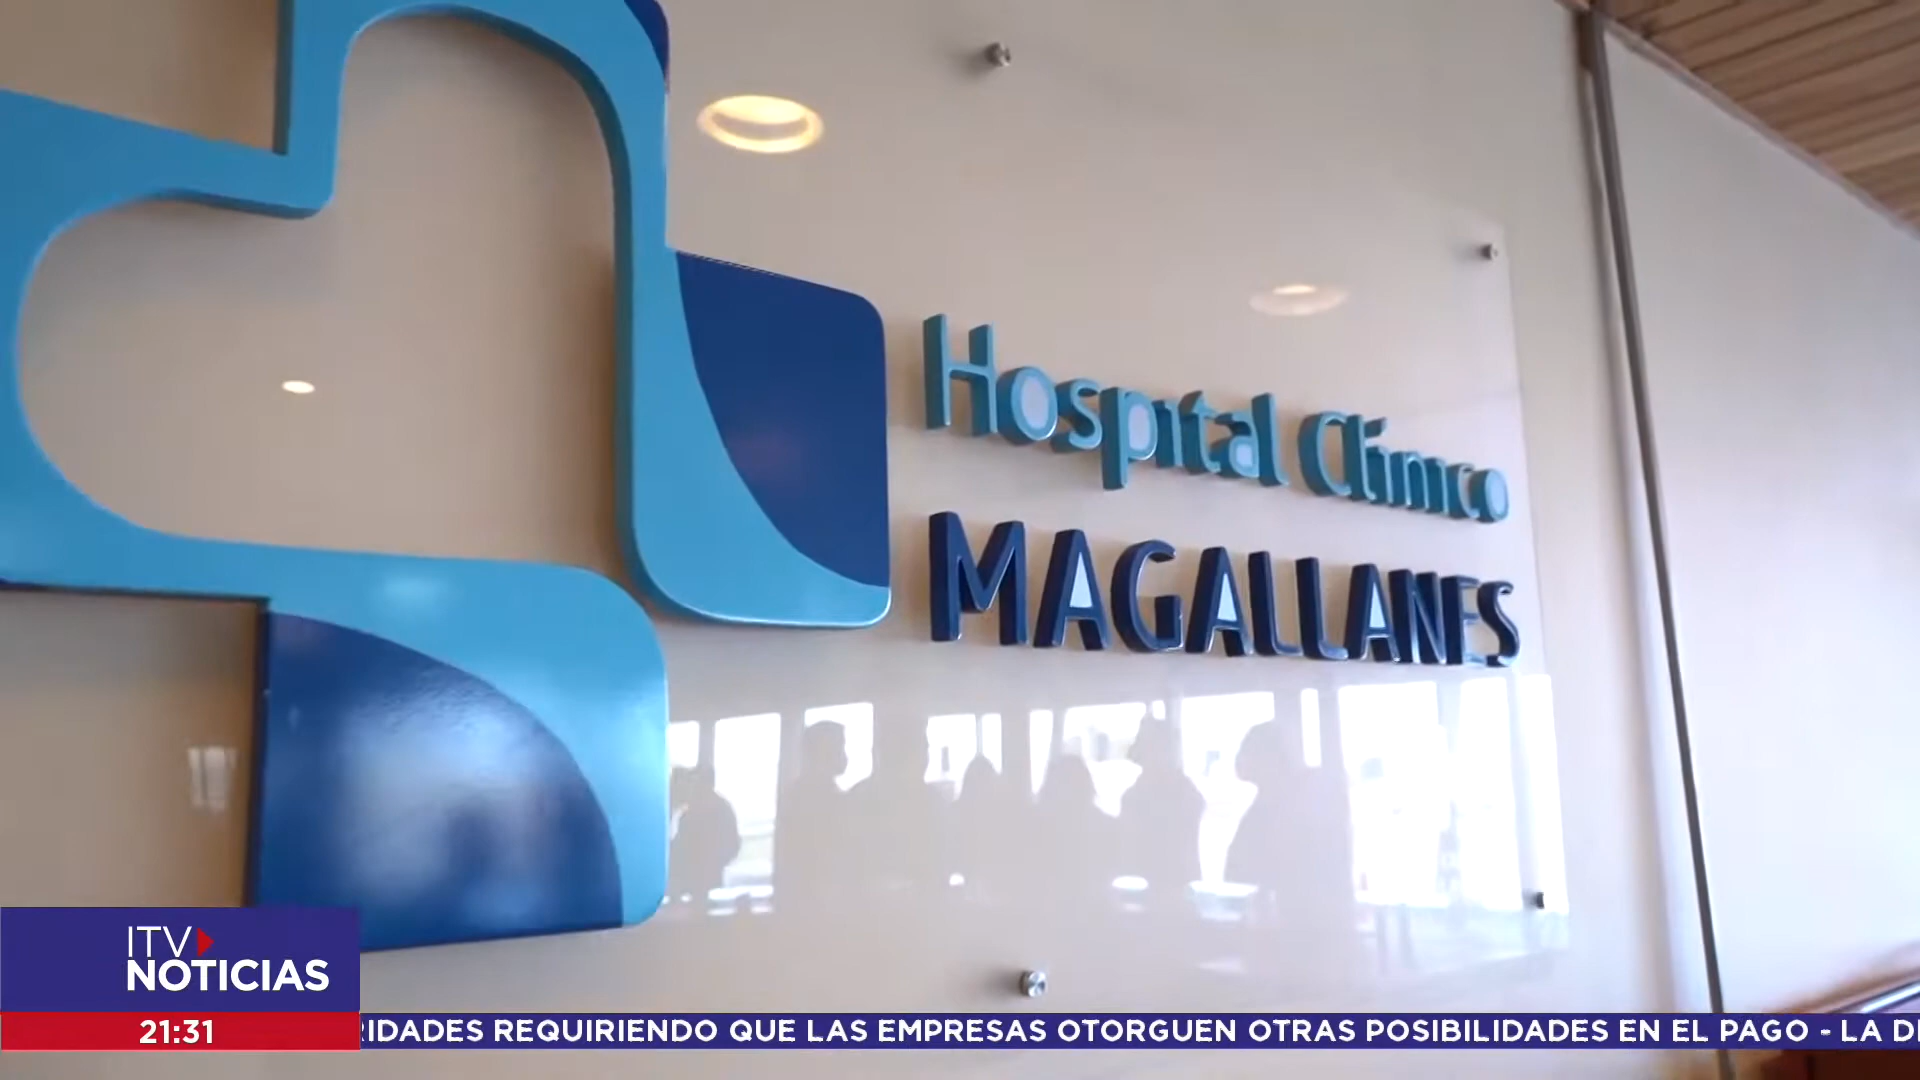 Hospital Clínico
MAGALLANES
ITV
NOTICIAS
21:31
RIDADES REQUIRIENDO QUE LAS EMPRESAS OTORGUEN OTRAS POSIBILIDADES EN EL PAGO - LA